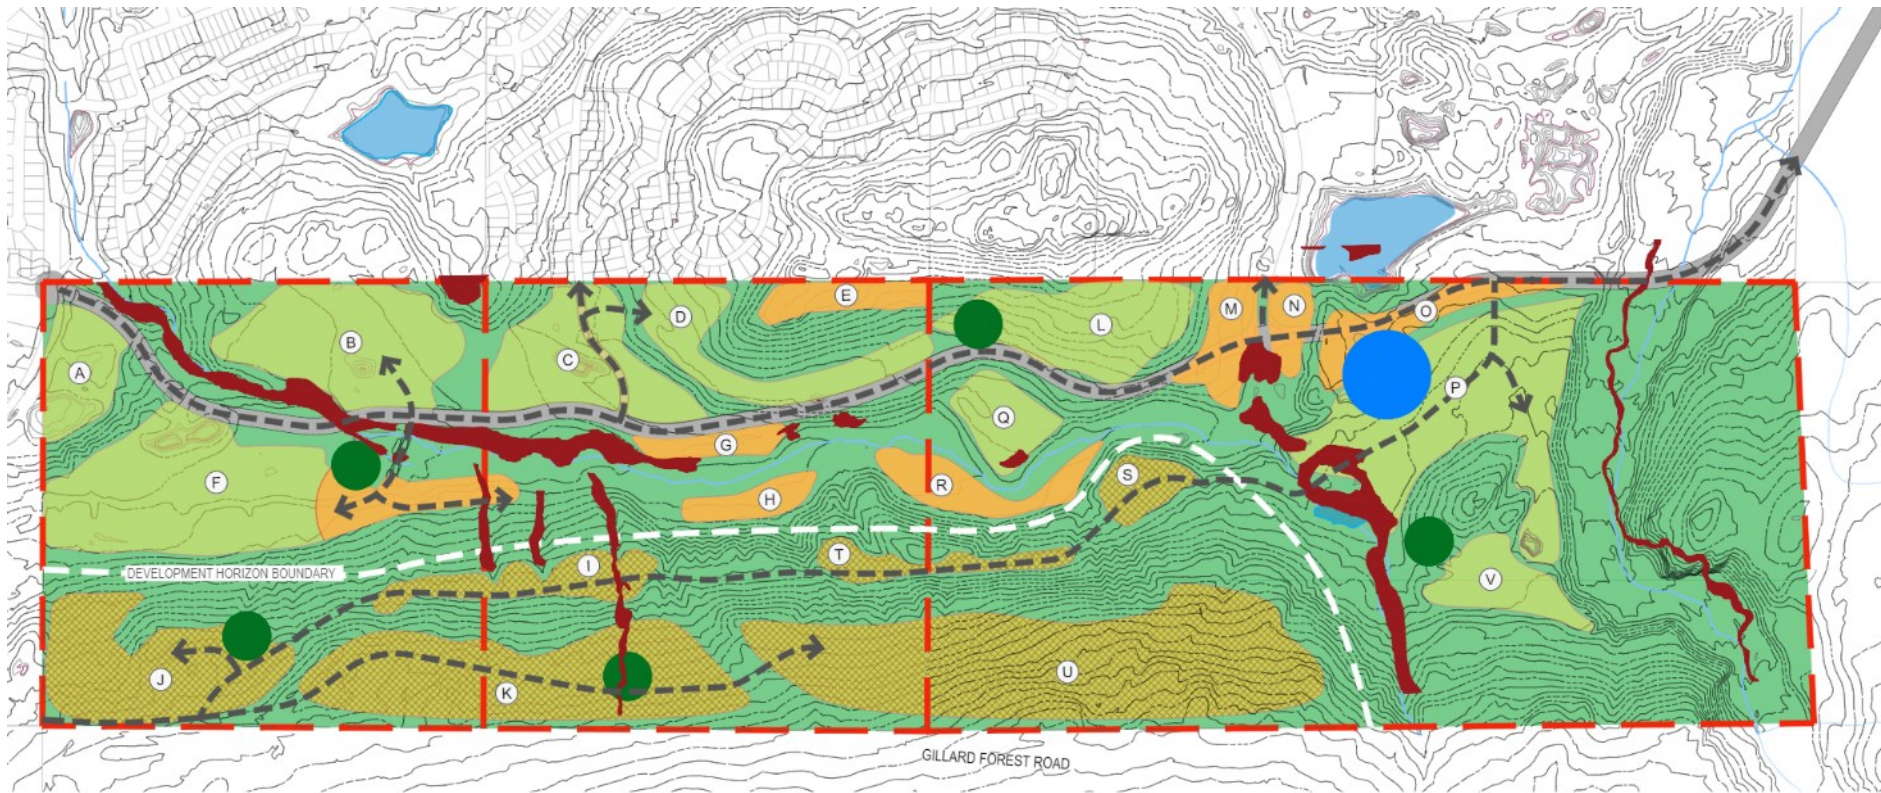 E
N
M
D
O
L
B
C
A
P
Q
G
F
S
R
H
T
I
DEVELOPMENT HORIZON BOUNDARY
V
U
J
K
GILLARD FOREST ROAD